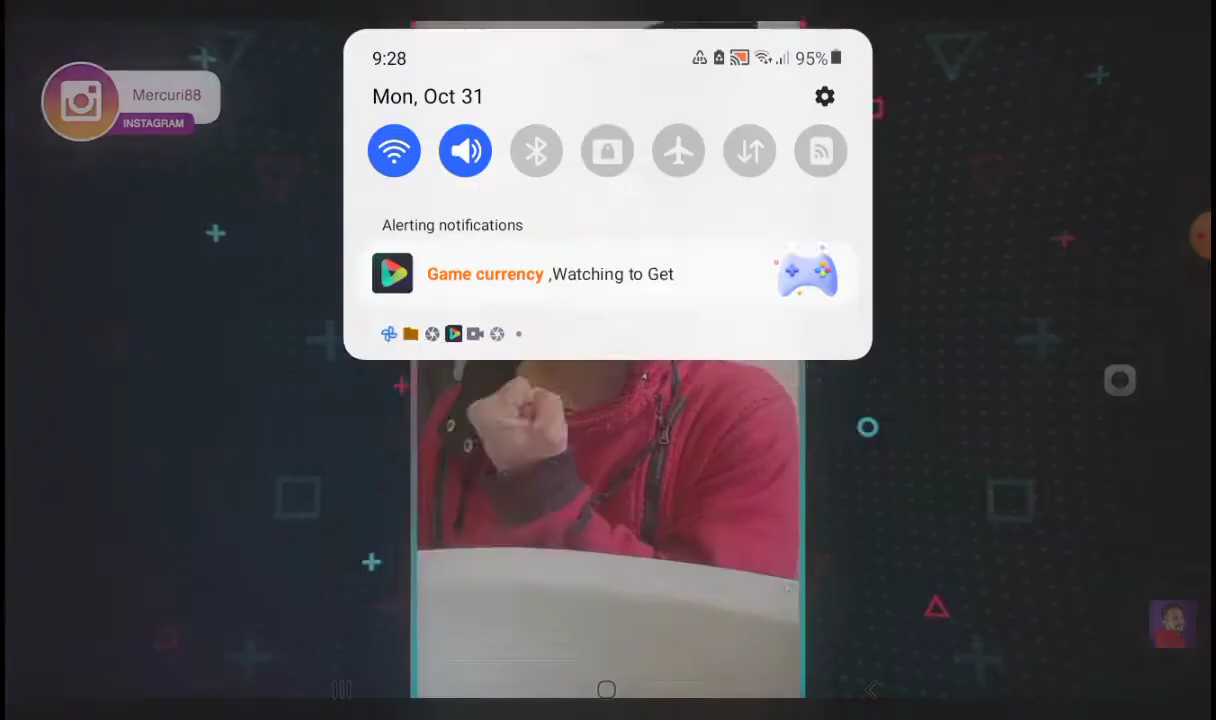 9:28
95%
Mon, Oct 31
Mercuri88
INSTAGRAM
Alerting notifications
Game currency ,Watching to Get